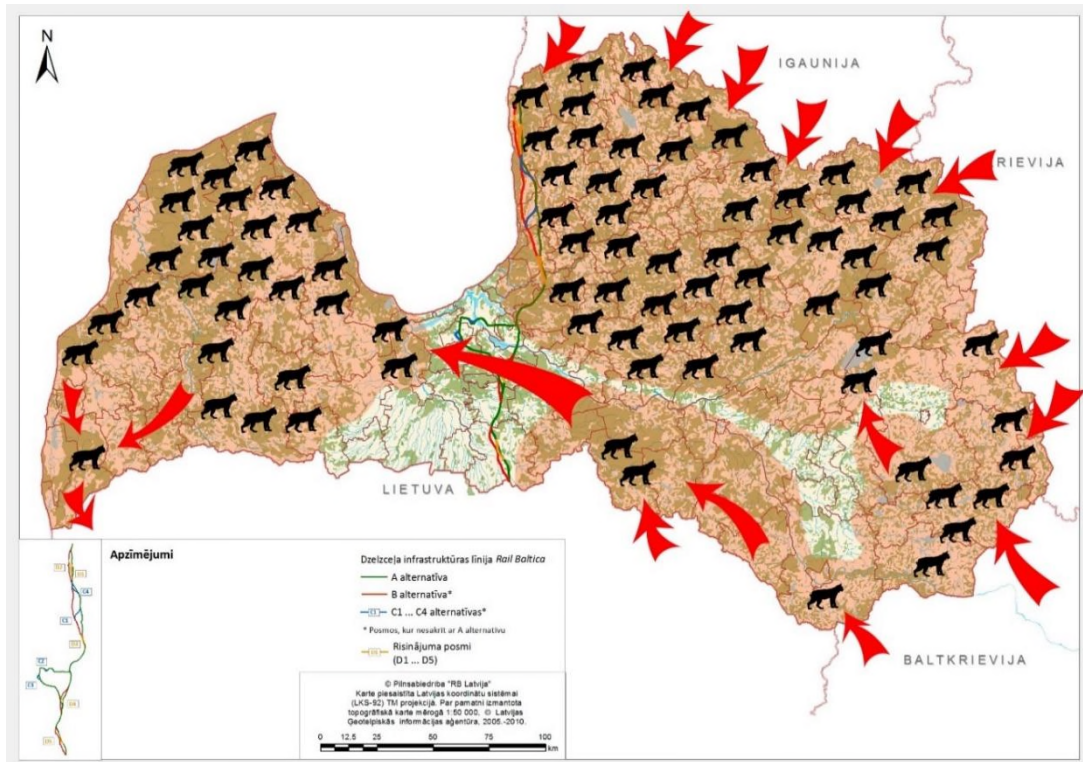 N
IGAUNIJA
RIEVIJA
LIETUVA
BALTKRIEVIJA
Apzīmējumi
Dzelzceļa infrastruktūras līnija Rail Baltica
A alternatīva
B alternatīva*
C1 C1 ... C4 alternatīvas*
* Posmos, kur nesakrīt ar A alternatīvu
Risinājuma posmi
(D1 ... D5)
© Pilnsabiedrība "RB Latvija"
Karte piesaistīta Latvijas koordinātu sistēmai
(LKS-92) TM projekcijā. Par pamatni izmantota
topogrāfiskā karte mērogā 1:50 000, © Latvijas
Ģeotelpiskās informācijas aģentūra, 2005.-2010.
0 12,5 25 50 75 100
km
C4
C2